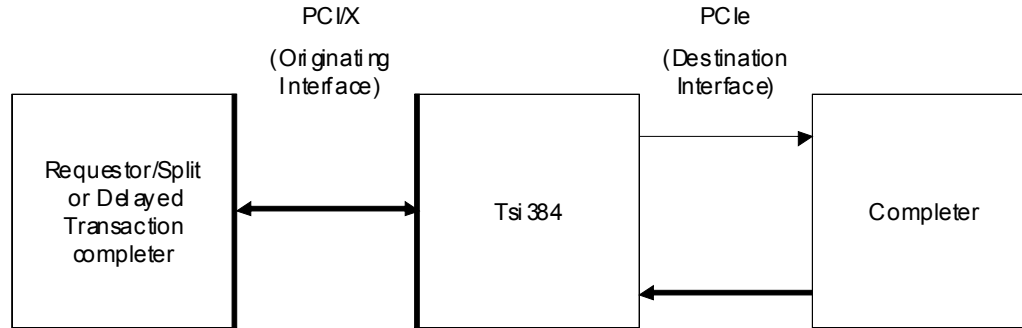 PCI/X
PCIe
(Originating
Interface)
(Destination
Interface)
Requestor/Split
or Delayed
Transaction
completer
Tsi384
Completer